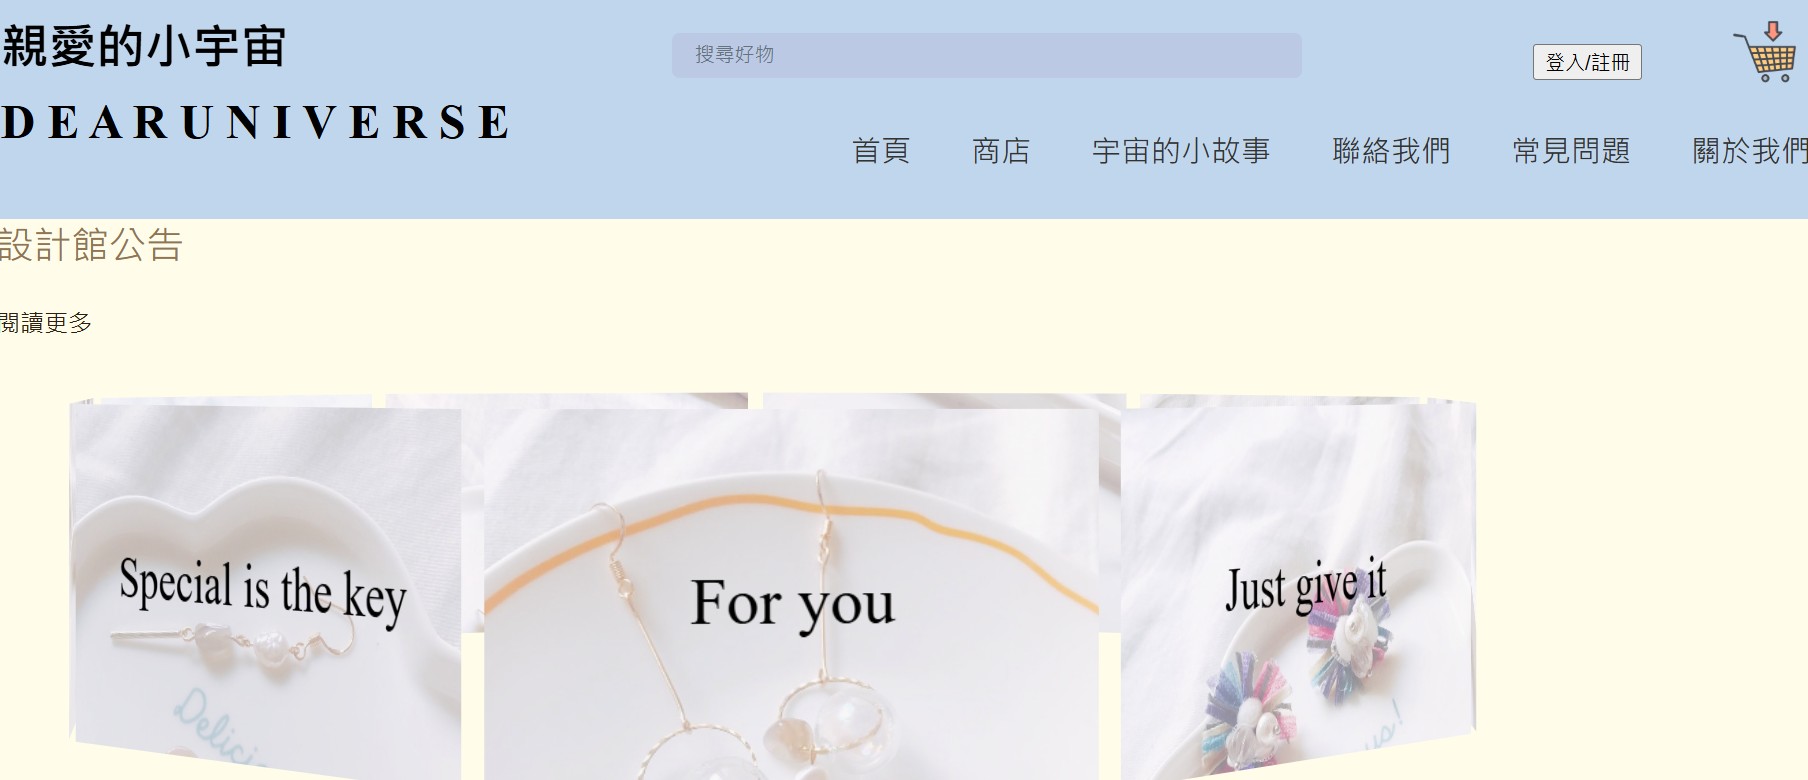 親愛的小宇宙
搜尋好物
登入/註冊
DEARUNIVERSE
首頁 商店 宇宙的小故事 聯絡我們 常見問題 關於我們
設計館公告
閱讀更多
Special is the key
For you
Just give it